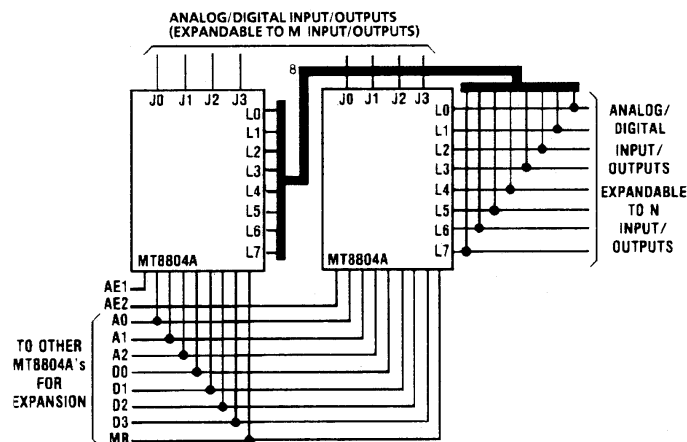 ANALOG/DIGITAL INPUT/OUTPUTS
(EXPANDABLE TO M INPUT/OUTPUTS)
J0 J1 J2 J3
L0
L1
L2
L3
L4
L5
L6
L7
MT8804A
8
J0 J1 J2 J3
L0
L1
L2
L3
L4
L5
L6
L7
MT8804A
ANALOG/
DIGITAL
INPUT/
OUTPUTS
EXPANDABLE
TO N
INPUT/
OUTPUTS
AE1
AE2
A0
A1
A2
D0
D1
D2
D3
MR
TO OTHER
MT8804A's
FOR
EXPANSION